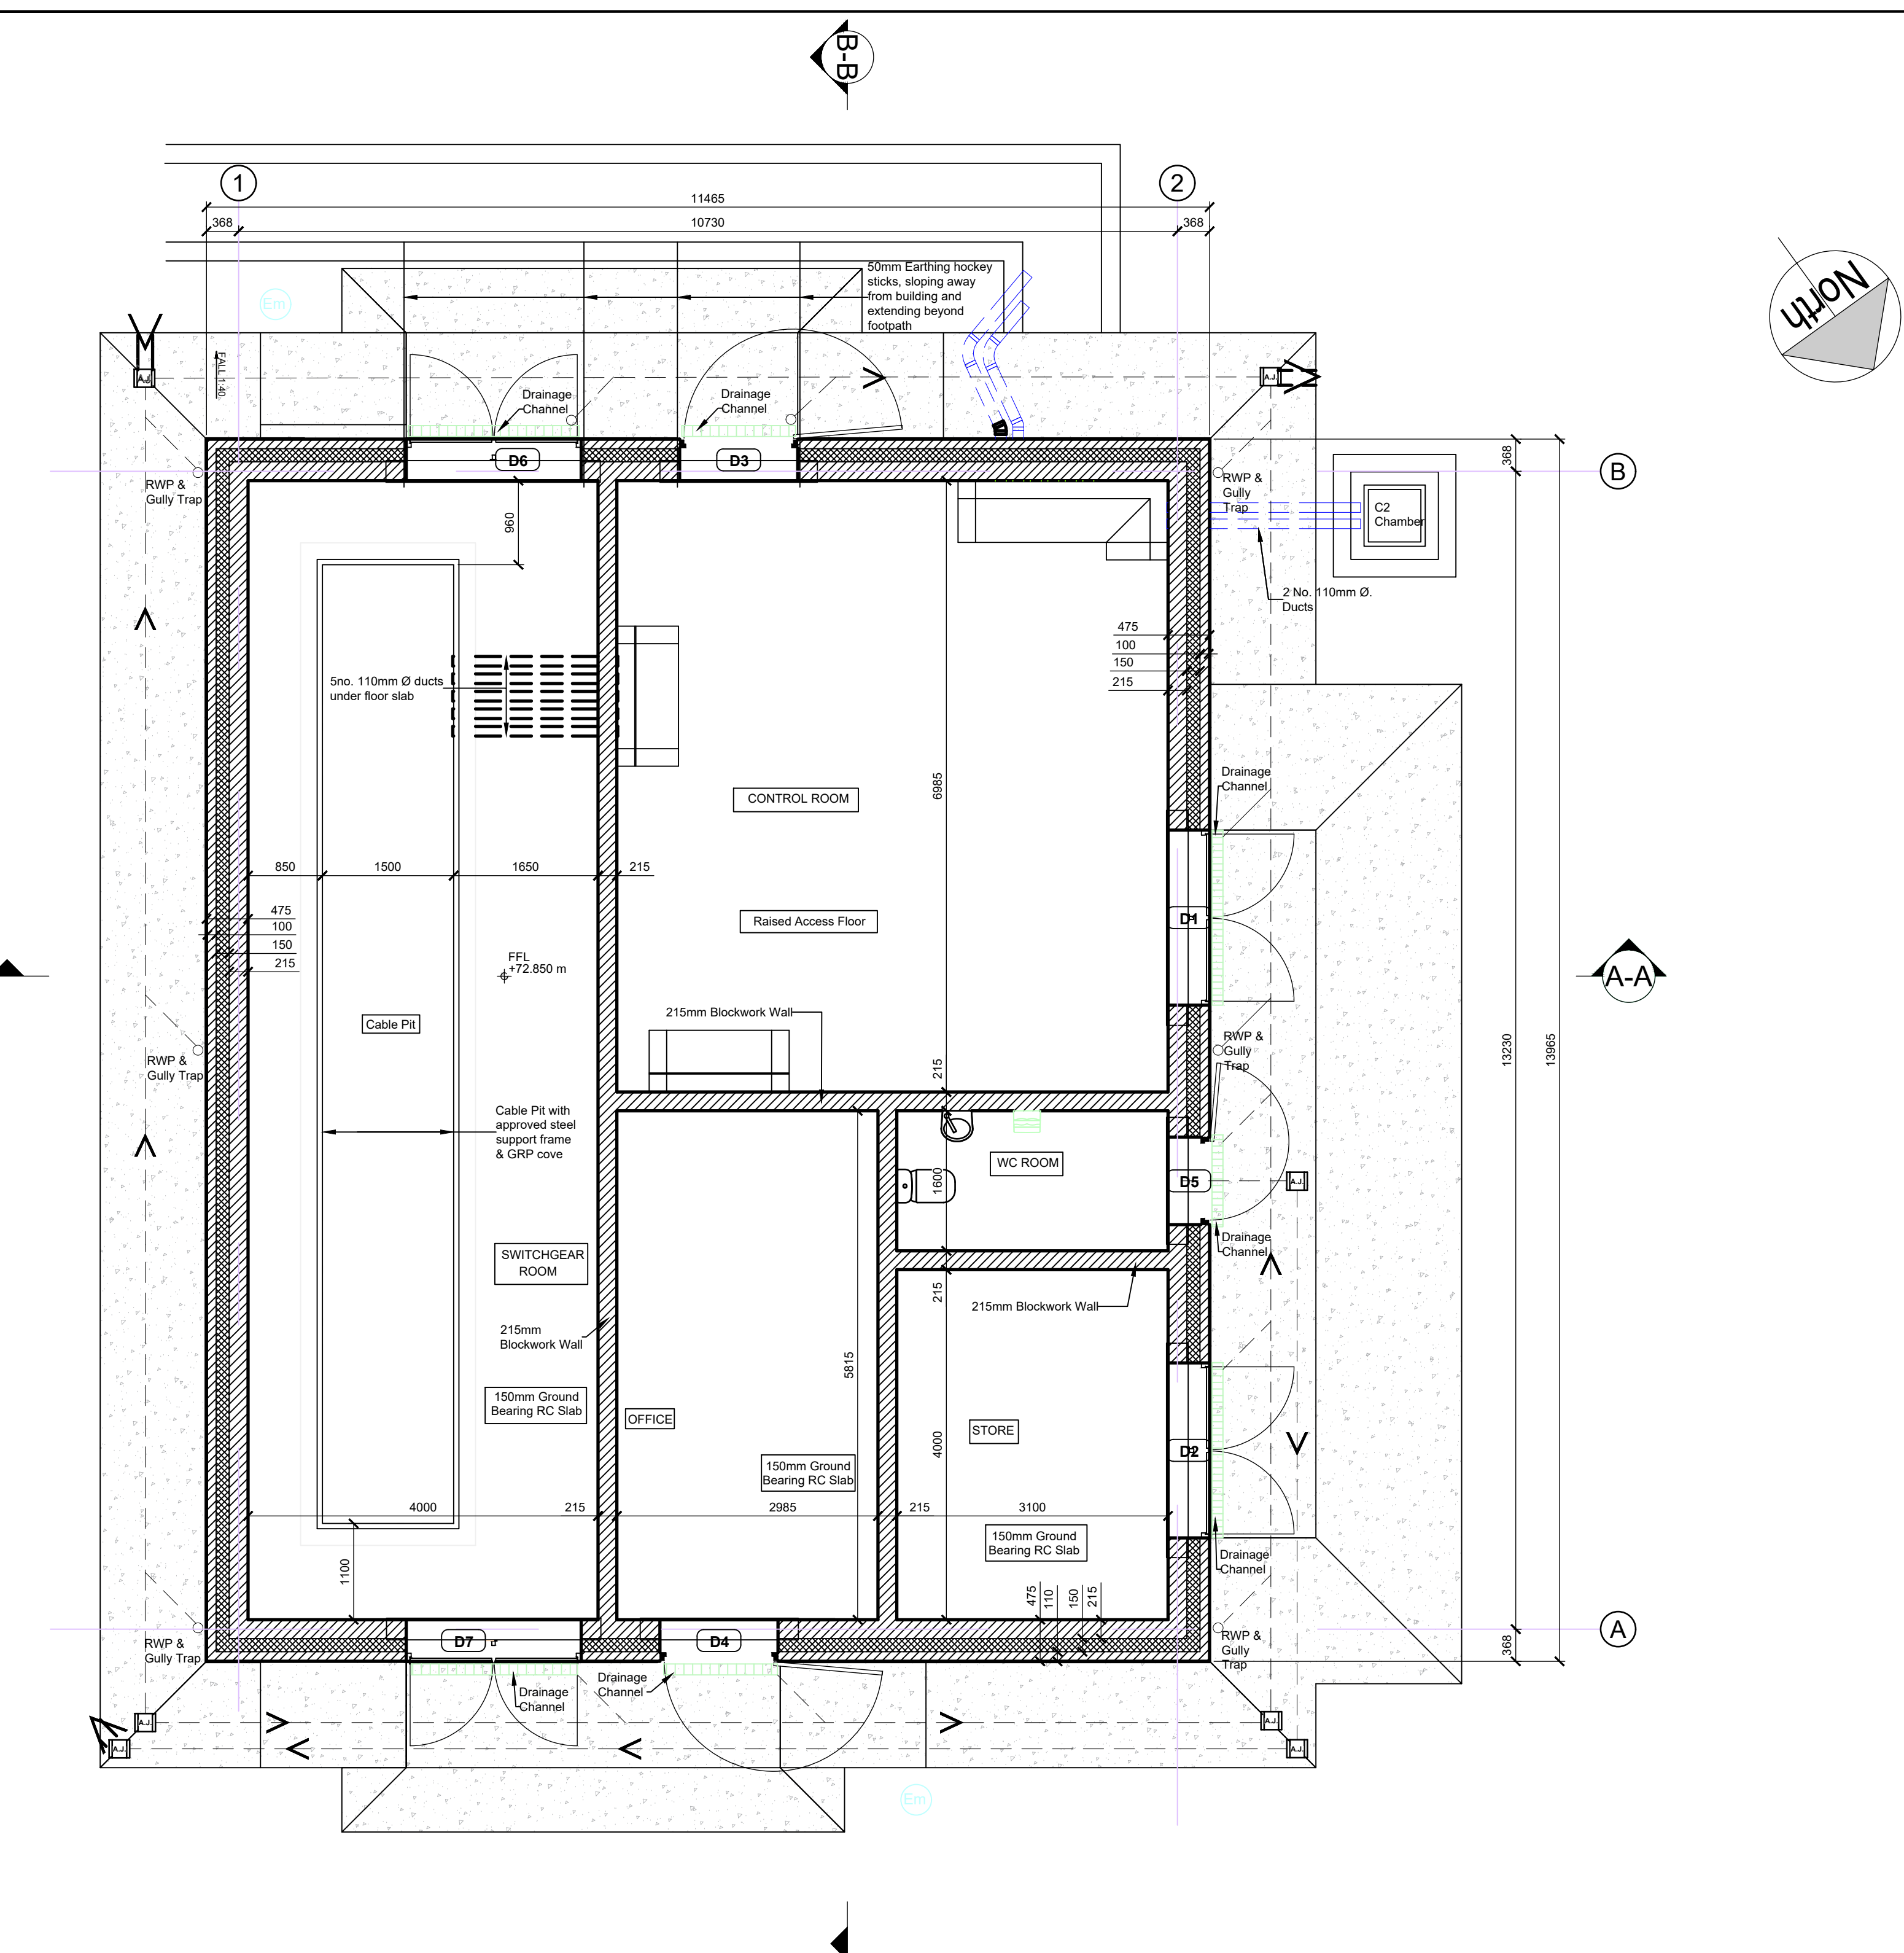 B-B
1
2
11465
368
10730
368
North
Em
50mm Earthing hockey
sticks, sloping away
from building and
extending beyond
footpath
A.J.
FALL 1:40
A.J.
Drainage
Channel
Drainage
Channel
D6
D3
368
B
RWP &
Gully Trap
RWP &
Gully
Trap
C2
Chamber
960
2 No. 110mm Ø.
Ducts
475
100
150
215
5no. 110mm Ø ducts
under floor slab
Drainage
Channel
6985
CONTROL ROOM
850
1500
1650
215
475
100
150
215
Raised Access Floor
D1
FFL
+72.850 m
A-A
215mm Blockwork Wall
Cable Pit
RWP &
Gully Trap
RWP &
Gully
Trap
13230
13965
215
Cable Pit with
approved steel
support frame
& GRP cove
WC ROOM
1600
D5
A.J.
Drainage
Channel
SWITCHGEAR
ROOM
215
215mm Blockwork Wall
215mm
Blockwork Wall
5815
150mm Ground
Bearing RC Slab
OFFICE
STORE
4000
D2
150mm Ground
Bearing RC Slab
4000
215
2985
215
3100
150mm Ground
Bearing RC Slab
Drainage
Channel
1100
475
110
150
215
D7
D4
A
368
RWP &
Gully Trap
RWP &
Gully
Trap
Drainage
Channel
Drainage
Channel
A.J.
A.J.
A.J.
A.J.
Em